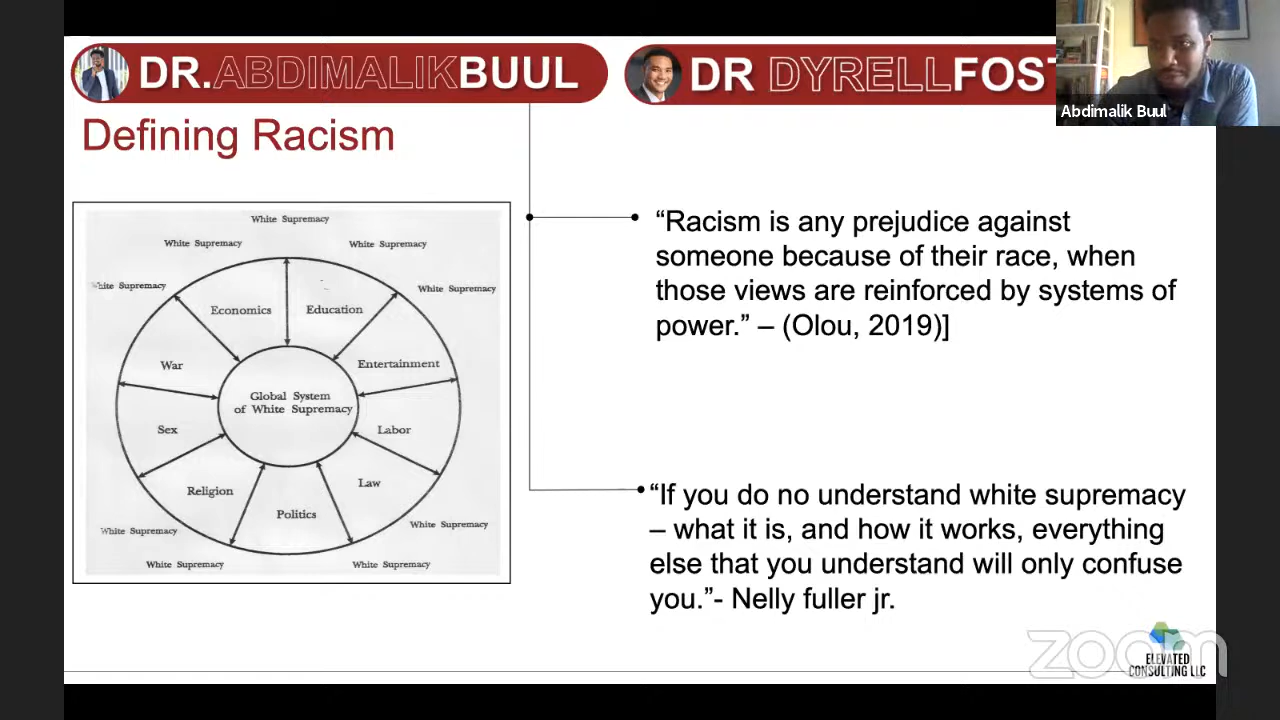 DR.ABDIMALIKBUUL
DR DYRELLFOST
Abdimalik Buul
Defining Racism
White Supremacy
White Supremacy
White Supremacy
White Supremacy
White Supremacy
Economics
Education
War
Entertainment
Global System
of White Supremacy
Sex
Labor
Religion
Law
Politics
White Supremacy
White Supremacy
White Supremacy
White Supremacy
“Racism is any prejudice against
someone because of their race, when
those views are reinforced by systems of
power.” – (Olou, 2019)]
“If you do no understand white supremacy
– what it is, and how it works, everything
else that you understand will only confuse
you.”- Nelly fuller jr.
zoom
ELEVATED
CONSULTING LLC